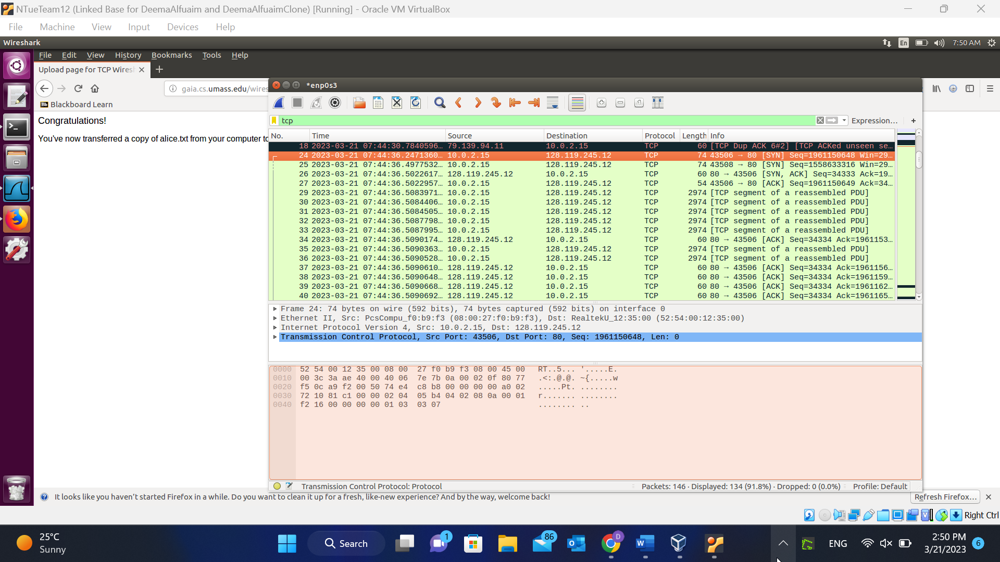 NTueTeam12 (Linked Base for DeemaAlfuaim and DeemaAlfuaimClone) [Running] - Oracle VM VirtualBox
File Machine View Input Devices Help
Wireshark En 7:50 AM
File Edit View History Bookmarks Tools Help
Upload page for TCP Wires
gaia.cs.umass.edu/wires
*enp0s3
Blackboard Learn
Congratulations!
You've now transferred a copy of alice.txt from your computer to
tcp Expression… +
No. Time Source Destination Protocol Length Info
18 2023-03-21 07:44:30.7840596… 79.139.94.11 10.0.2.15 TCP 60 [TCP Dup ACK 6#2] [TCP ACKed unseen se…
24 2023-03-21 07:44:36.2471360… 10.0.2.15 128.119.245.12 TCP 74 43506 → 80 [SYN] Seq=1961150648 Win=29…
25 2023-03-21 07:44:36.4977532… 10.0.2.15 128.119.245.12 TCP 74 43508 → 80 [SYN] Seq=1558633316 Win=29…
26 2023-03-21 07:44:36.5022617… 128.119.245.12 10.0.2.15 TCP 60 80 → 43506 [SYN, ACK] Seq=34333 Ack=19…
27 2023-03-21 07:44:36.5022957… 10.0.2.15 128.119.245.12 TCP 54 43506 → 80 [ACK] Seq=1961150649 Ack=34…
29 2023-03-21 07:44:36.5083971… 10.0.2.15 128.119.245.12 TCP 2974 [TCP segment of a reassembled PDU]
30 2023-03-21 07:44:36.5084406… 10.0.2.15 128.119.245.12 TCP 2974 [TCP segment of a reassembled PDU]
31 2023-03-21 07:44:36.5084505… 10.0.2.15 128.119.245.12 TCP 2974 [TCP segment of a reassembled PDU]
32 2023-03-21 07:44:36.5087798… 10.0.2.15 128.119.245.12 TCP 2974 [TCP segment of a reassembled PDU]
33 2023-03-21 07:44:36.5087995… 10.0.2.15 128.119.245.12 TCP 2974 [TCP segment of a reassembled PDU]
34 2023-03-21 07:44:36.5090174… 128.119.245.12 10.0.2.15 TCP 60 80 → 43506 [ACK] Seq=34334 Ack=1961153…
35 2023-03-21 07:44:36.5090363… 10.0.2.15 128.119.245.12 TCP 2974 [TCP segment of a reassembled PDU]
36 2023-03-21 07:44:36.5090528… 10.0.2.15 128.119.245.12 TCP 2974 [TCP segment of a reassembled PDU]
37 2023-03-21 07:44:36.5090610… 128.119.245.12 10.0.2.15 TCP 60 80 → 43506 [ACK] Seq=34334 Ack=1961156…
38 2023-03-21 07:44:36.5090648… 128.119.245.12 10.0.2.15 TCP 60 80 → 43506 [ACK] Seq=34334 Ack=1961159…
39 2023-03-21 07:44:36.5090668… 128.119.245.12 10.0.2.15 TCP 60 80 → 43506 [ACK] Seq=34334 Ack=1961162…
40 2023-03-21 07:44:36.5090692… 128.119.245.12 10.0.2.15 TCP 60 80 → 43506 [ACK] Seq=34334 Ack=1961165…
Frame 24: 74 bytes on wire (592 bits), 74 bytes captured (592 bits) on interface 0
Ethernet II, Src: PcsCompu_f0:b9:f3 (08:00:27:f0:b9:f3), Dst: RealtekU_12:35:00 (52:54:00:12:35:00)
Internet Protocol Version 4, Src: 10.0.2.15, Dst: 128.119.245.12
Transmission Control Protocol, Src Port: 43506, Dst Port: 80, Seq: 1961150648, Len: 0
0000 52 54 00 12 35 00 08 00 27 f0 b9 f3 08 00 45 00 RT..5... '.....E.
0010 00 3c 3a ae 40 00 40 06 7e 7b 0a 00 02 0f 80 77 .<:.@.@. ~{.....w
0020 f5 0c a9 f2 00 50 74 e4 c8 b8 00 00 00 00 a0 02 .....Pt. ........
0030 72 10 81 c1 00 00 02 04 05 b4 04 02 08 0a 00 01 r....... ........
0040 f2 16 00 00 00 00 01 03 03 07 ........ ..
Transmission Control Protocol: Protocol Packets: 146 · Displayed: 134 (91.8%) · Dropped: 0 (0.0%) Profile: Default
It looks like you haven't started Firefox in a while. Do you want to clean it up for a fresh, like-new experience? And by the way, welcome back! Refresh Firefox…
Right Ctrl
25°C
Sunny
Search
1
86
D
ENG
2:50 PM
3/21/2023
6